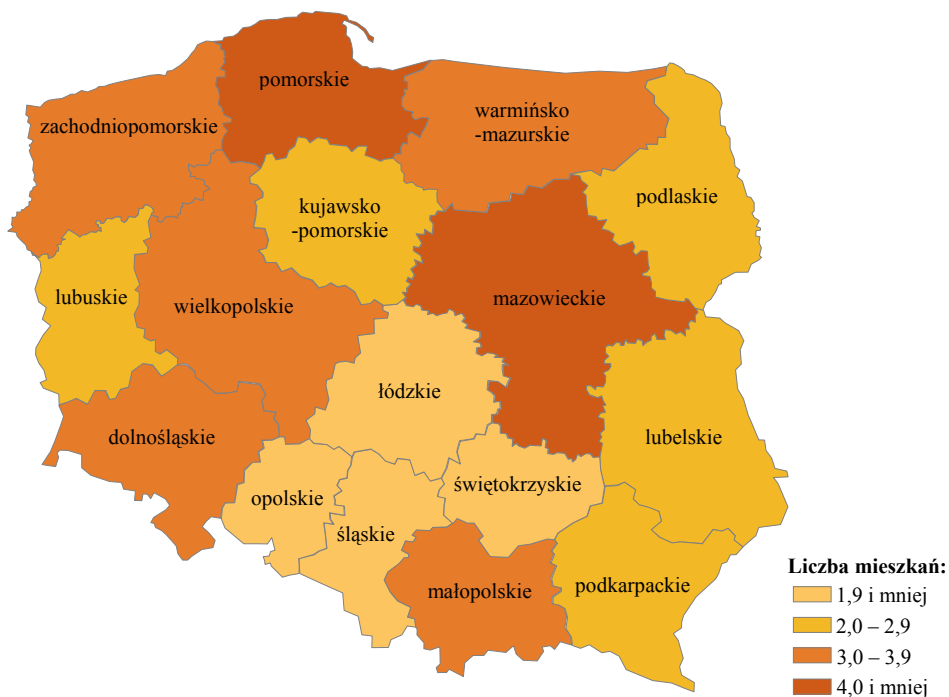 pomorskie
warmińsko
-mazurskie
zachodniopomorskie
podlaskie
kujawsko
-pomorskie
lubuskie
wielkopolskie
mazowieckie
łódzkie
dolnośląskie
lubelskie
opolskie
świętokrzyskie
śląskie
małopolskie
podkarpackie
Liczba mieszkań:
1,9 i mniej
2,0 – 2,9
3,0 – 3,9
4,0 i mniej